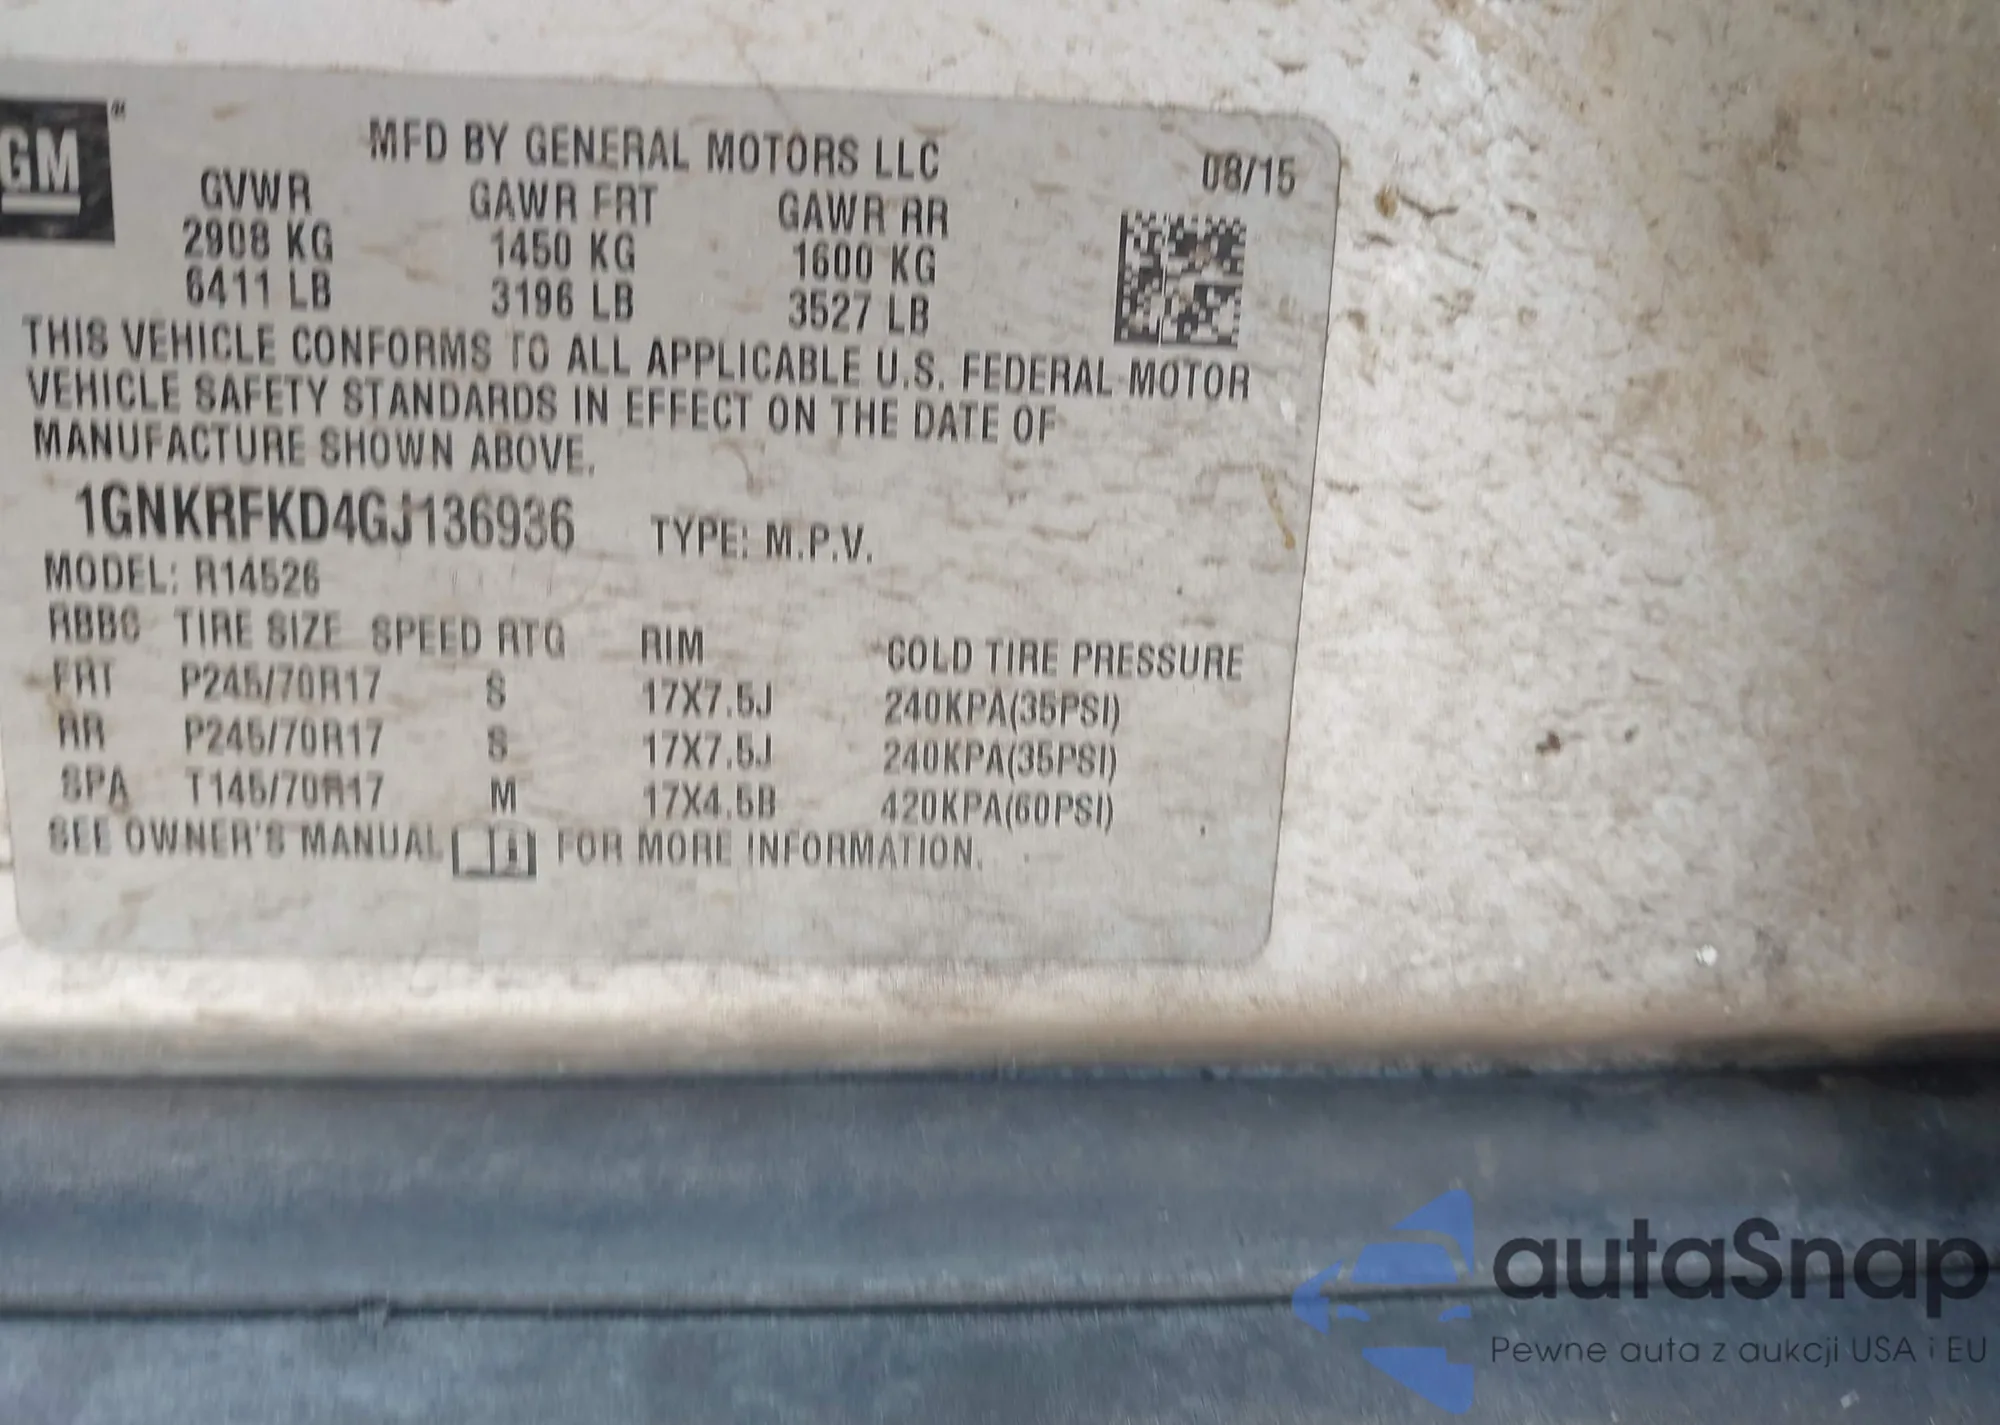 GM
MFD BY GENERAL MOTORS LLC 08/15
GVWR GAWR FRT GAWR RR
2908 KG 1450 KG 1600 KG
6411 LB 3196 LB 3527 LB
THIS VEHICLE CONFORMS TO ALL APPLICABLE U.S. FEDERAL MOTOR
VEHICLE SAFETY STANDARDS IN EFFECT ON THE DATE OF
MANUFACTURE SHOWN ABOVE.
1GNKRFKD4GJ136936 TYPE: M.P.V.
MODEL: R14526
RBBG TIRE SIZE SPEED RTG RIM COLD TIRE PRESSURE
FRT P245/70R17 S 17X7.5J 240KPA(35PSI)
RR P245/70R17 S 17X7.5J 240KPA(35PSI)
SPA T145/70R17 M 17X4.5B 420KPA(60PSI)
SEE OWNER'S MANUAL FOR MORE INFORMATION.
autaSnap
Pewne auta z aukcji USA i EU